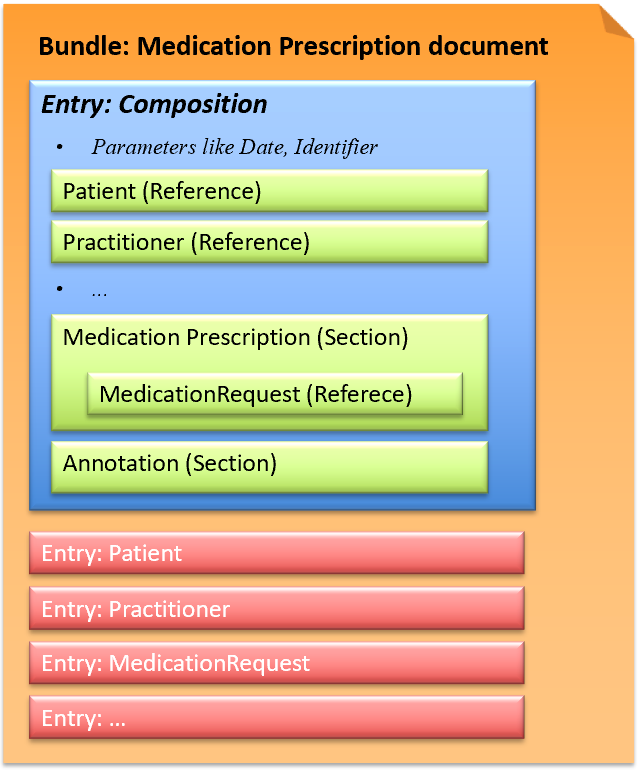 Bundle: Medication Prescription document
Entry: Composition
• Parameters like Date, Identifier
Patient (Reference)
Practitioner (Reference)
• ...
Medication Prescription (Section)
MedicationRequest (Referece)
Annotation (Section)
Entry: Patient
Entry: Practitioner
Entry: MedicationRequest
Entry: ...